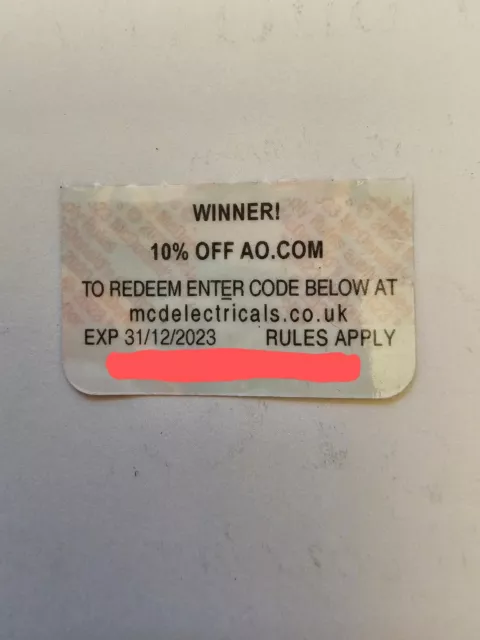 WINNER!
10% OFF AO.COM
TO REDEEM ENTER CODE BELOW AT
mcdelectricals.co.uk
EXP 31/12/2023 RULES APPLY